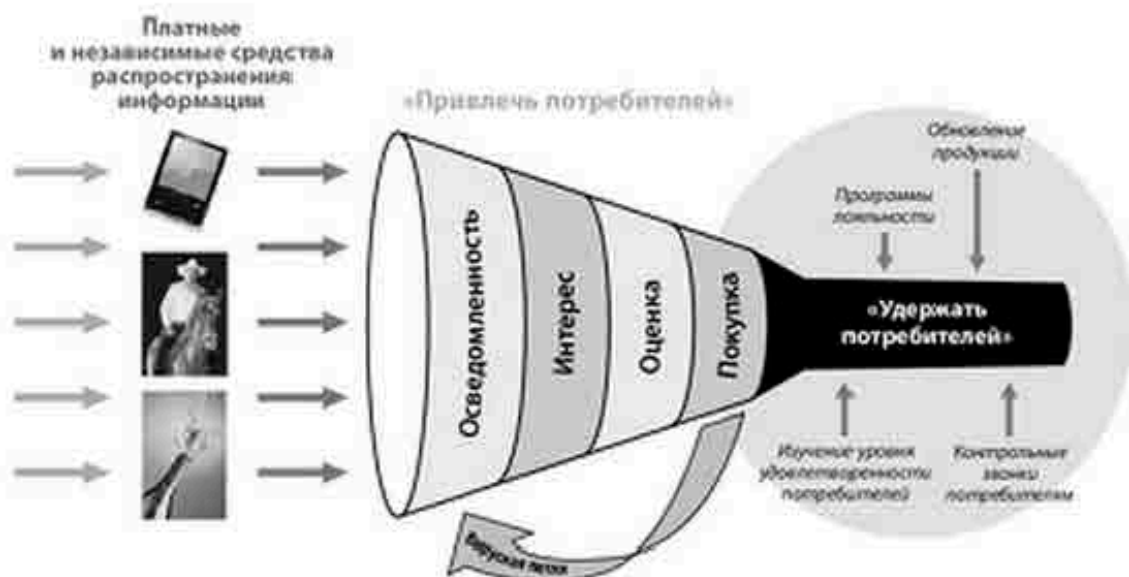 Платные
и независимые средства
распространения
информации
«Привлечь потребителей»
Осведомленность
Интерес
Оценка
Покупка
Обновление
продукции
Программы
лояльности
«Удержать
потребителей»
Изучение уровня
удовлетворенности
потребителей
Контрольные
звонки
потребителям
Вирусная петля